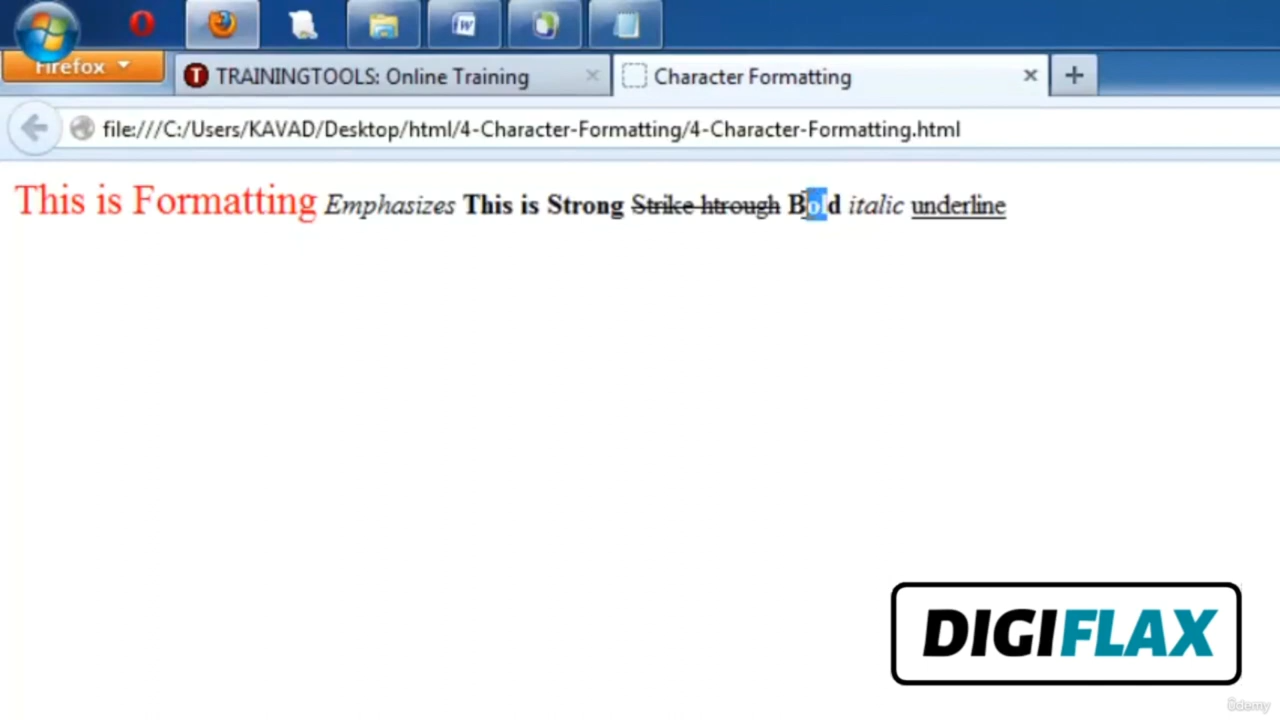 Firefox
TRAININGTOOLS: Online Training
Character Formatting
file:///C:/Users/KAVAD/Desktop/html/4-Character-Formatting/4-Character-Formatting.html
This is Formatting Emphasizes This is Strong Strike htrough Bold italic underline
DIGIFLAX
ûdemy